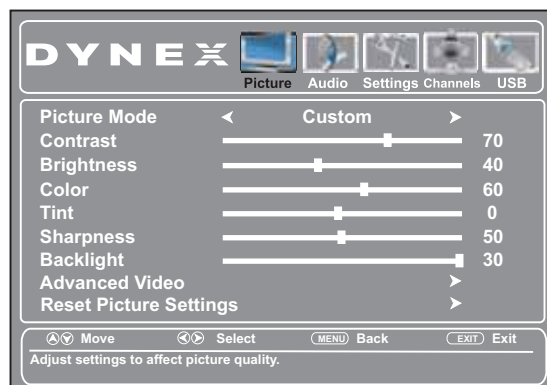 DYNEX
Picture Audio Settings Channels USB
Picture Mode Custom
Contrast 70
Brightness 40
Color 60
Tint 0
Sharpness 50
Backlight 30
Advanced Video
Reset Picture Settings
Move Select MENU Back EXIT Exit
Adjust settings to affect picture quality.